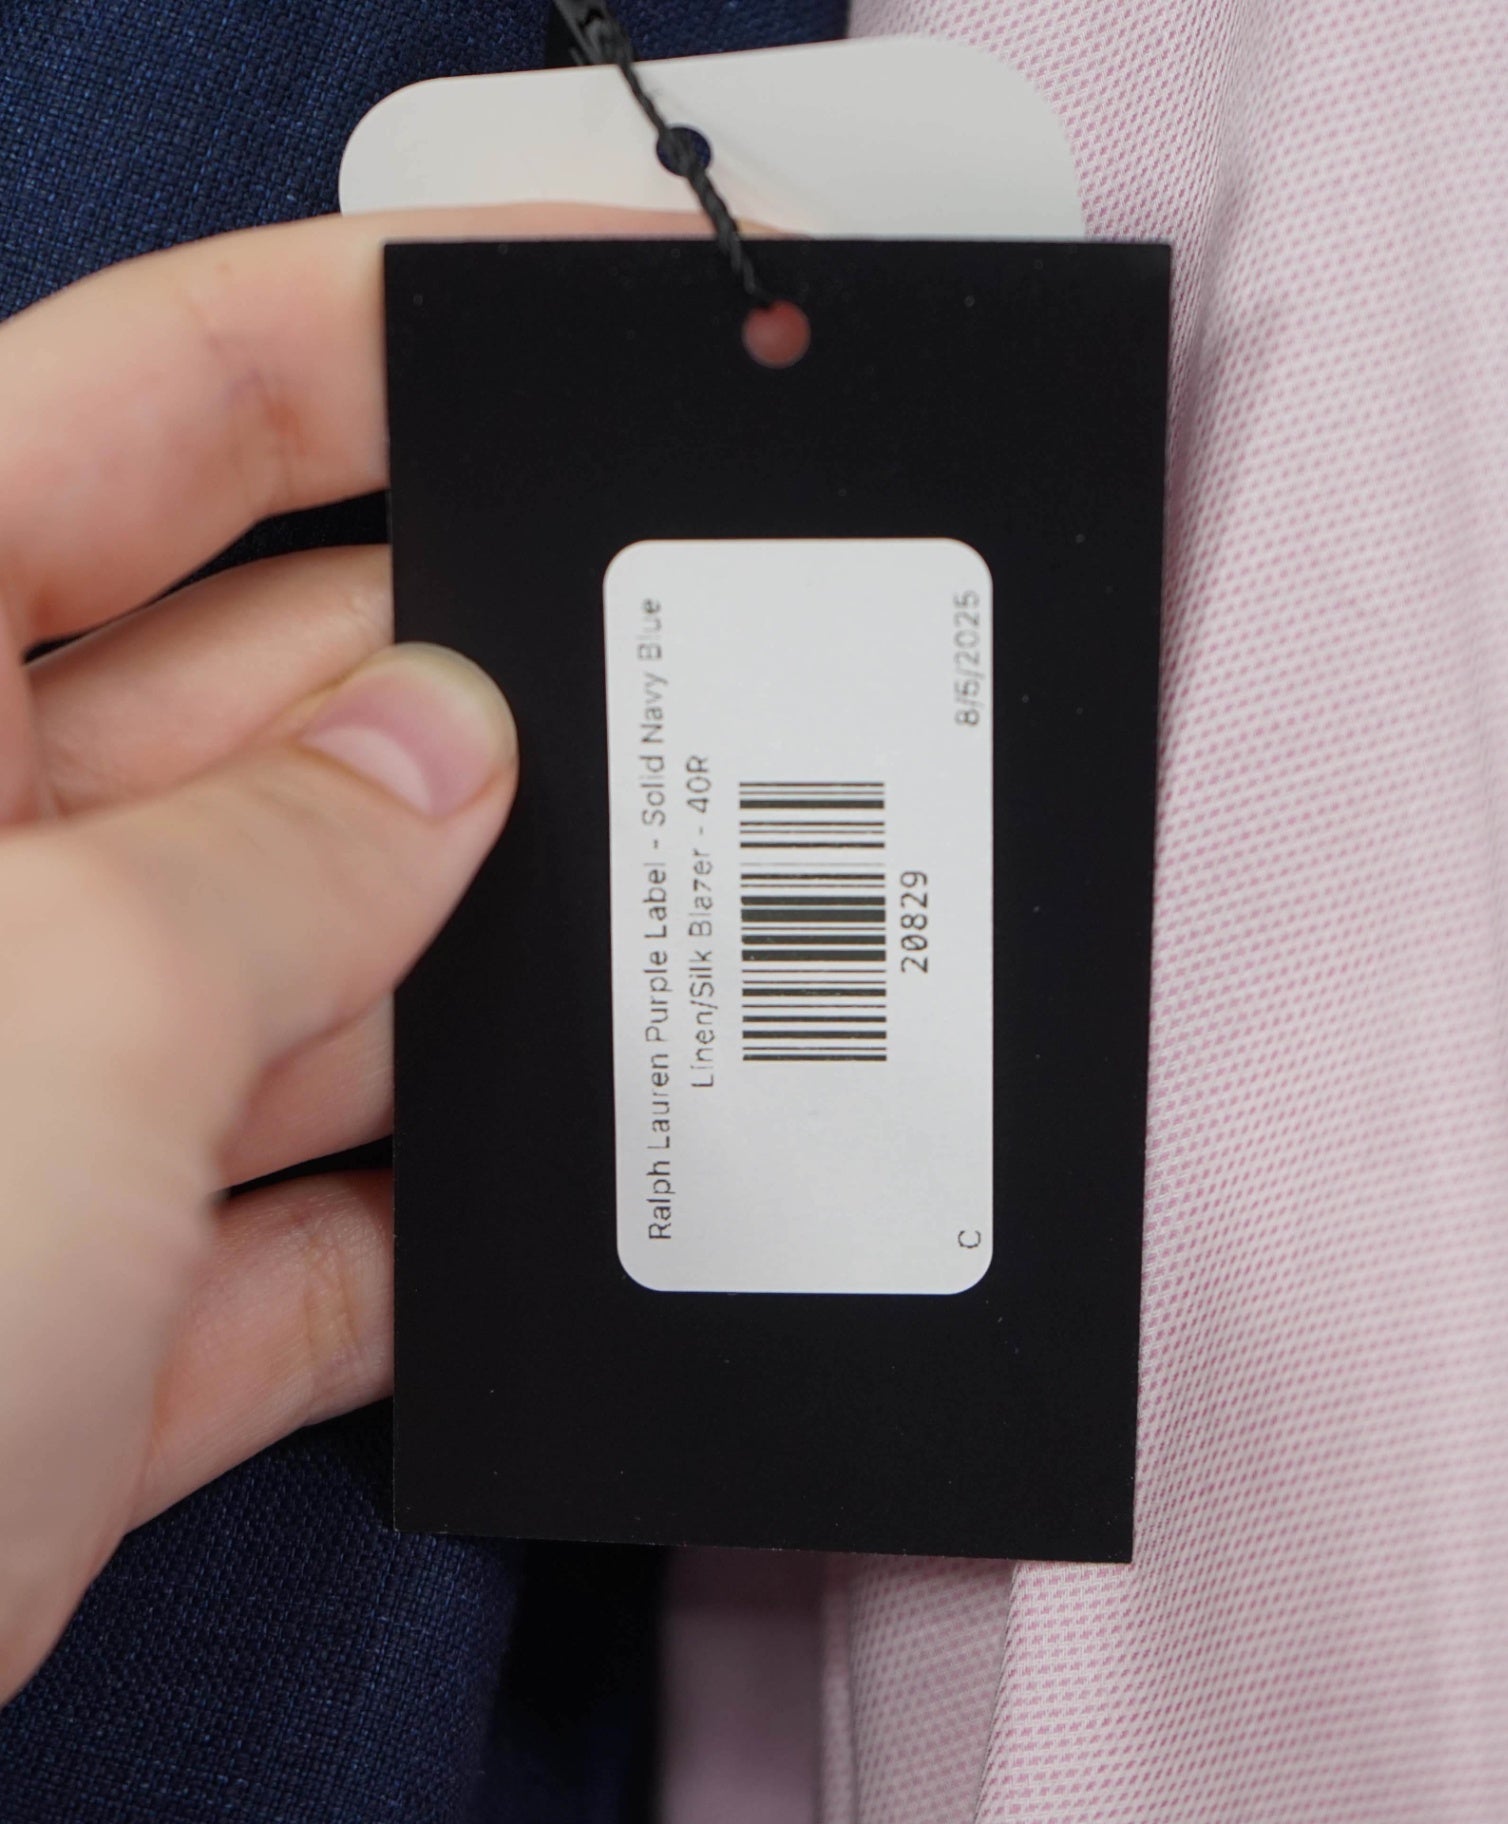 Ralph Lauren Purple Label - Solid Navy Blue
Linen/Silk Blazer - 40R
20829
C 8/5/2025